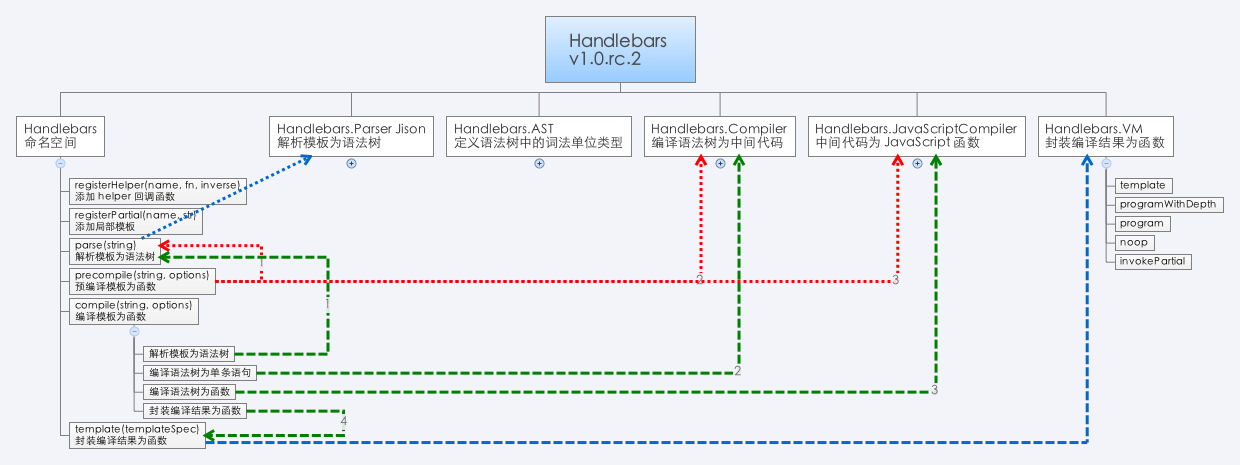 Handlebars
v1.0.rc.2
Handlebars
命名空间
Handlebars.Parser Jison
解析模板为语法树
Handlebars.AST
定义语法树中的词法单位类型
Handlebars.Compiler
编译语法树为中间代码
Handlebars.JavaScriptCompiler
中间代码为 JavaScript 函数
Handlebars.VM
封装编译结果为函数
registerHelper(name, fn, inverse)
添加 helper 回调函数
registerPartial(name, str)
添加局部模板
parse(string)
解析模板为语法树
precompile(string, options)
预编译模板为函数
compile(string, options)
编译模板为函数
解析模板为语法树
编译语法树为单条语句
编译语法树为函数
封装编译结果为函数
template(templateSpec)
封装编译结果为函数
template
programWithDepth
program
noop
invokePartial
1
2
3
1
2
3
4